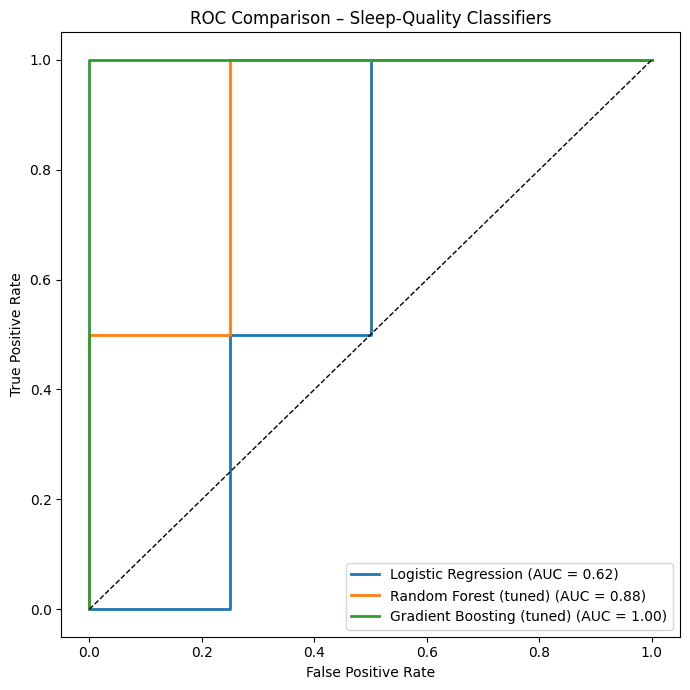 ROC Comparison – Sleep-Quality Classifiers
True Positive Rate
1.0
0.8
0.6
0.4
0.2
0.0
Logistic Regression (AUC = 0.62)
Random Forest (tuned) (AUC = 0.88)
Gradient Boosting (tuned) (AUC = 1.00)
0.0 0.2 0.4 0.6 0.8 1.0
False Positive Rate